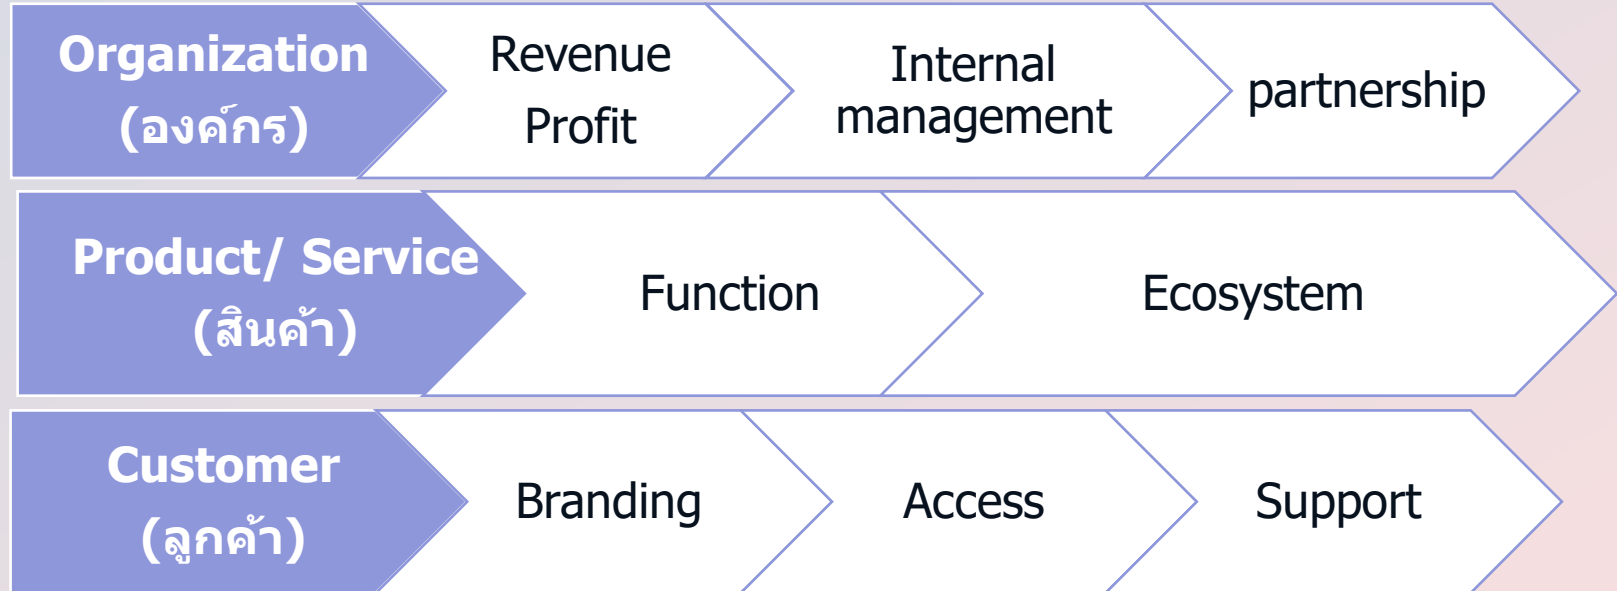 Organization
(องค์กร)
Revenue
Profit
Internal
management
partnership
Product/ Service
(สินค้า)
Function
Ecosystem
Customer
(ลูกค้า)
Branding
Access
Support